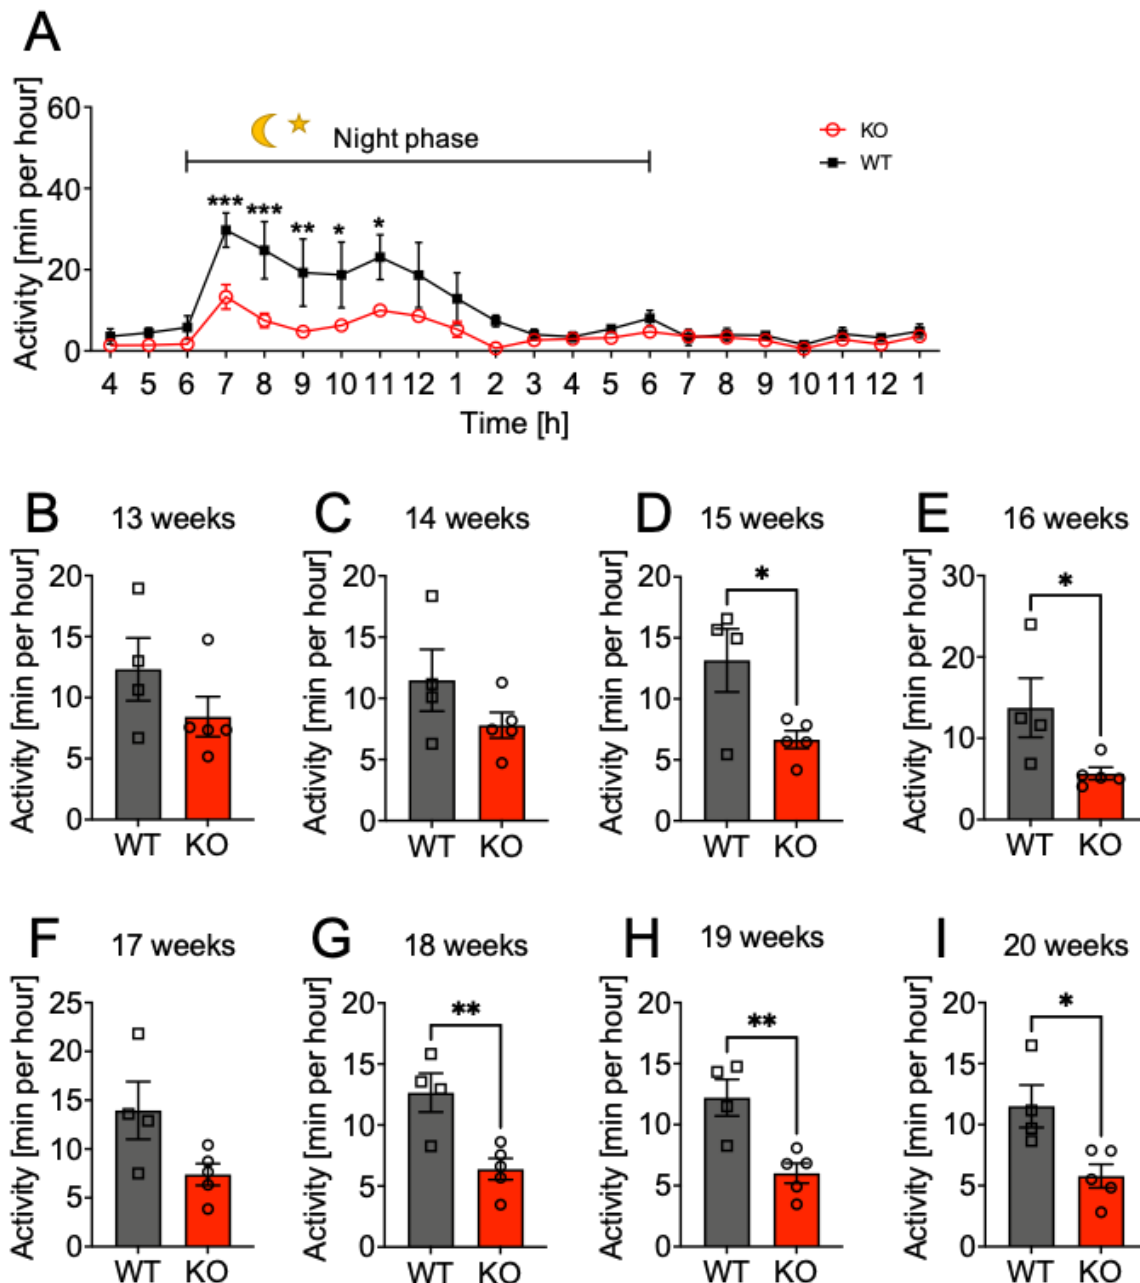 A
Activity [min per hour]
60
40
20
0
Night phase
KO
WT
*** *** ** * *
4 5 6 7 8 9 10 11 12 1 2 3 4 5 6 7 8 9 10 11 12 1
Time [h]
B 13 weeks
Activity [min per hour]
20
15
10
5
0
WT KO
C 14 weeks
Activity [min per hour]
20
15
10
5
0
WT KO
D 15 weeks
Activity [min per hour]
20
15
10
5
0
*
WT KO
E 16 weeks
Activity [min per hour]
30
20
10
0
*
WT KO
F 17 weeks
Activity [min per hour]
25
20
15
10
5
0
WT KO
G 18 weeks
Activity [min per hour]
20
15
10
5
0
**
WT KO
H 19 weeks
Activity [min per hour]
20
15
10
5
0
**
WT KO
I 20 weeks
Activity [min per hour]
20
15
10
5
0
*
WT KO